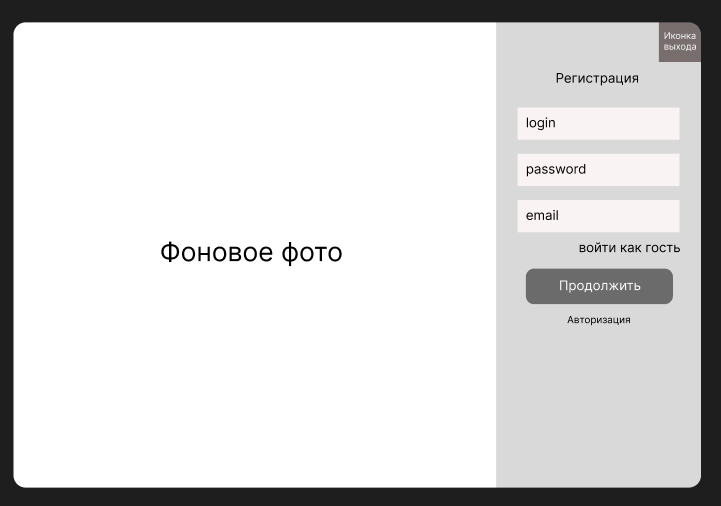 Иконка
выхода
Регистрация
login
password
email
Фоновое фото
войти как гость
Продолжить
Авторизация